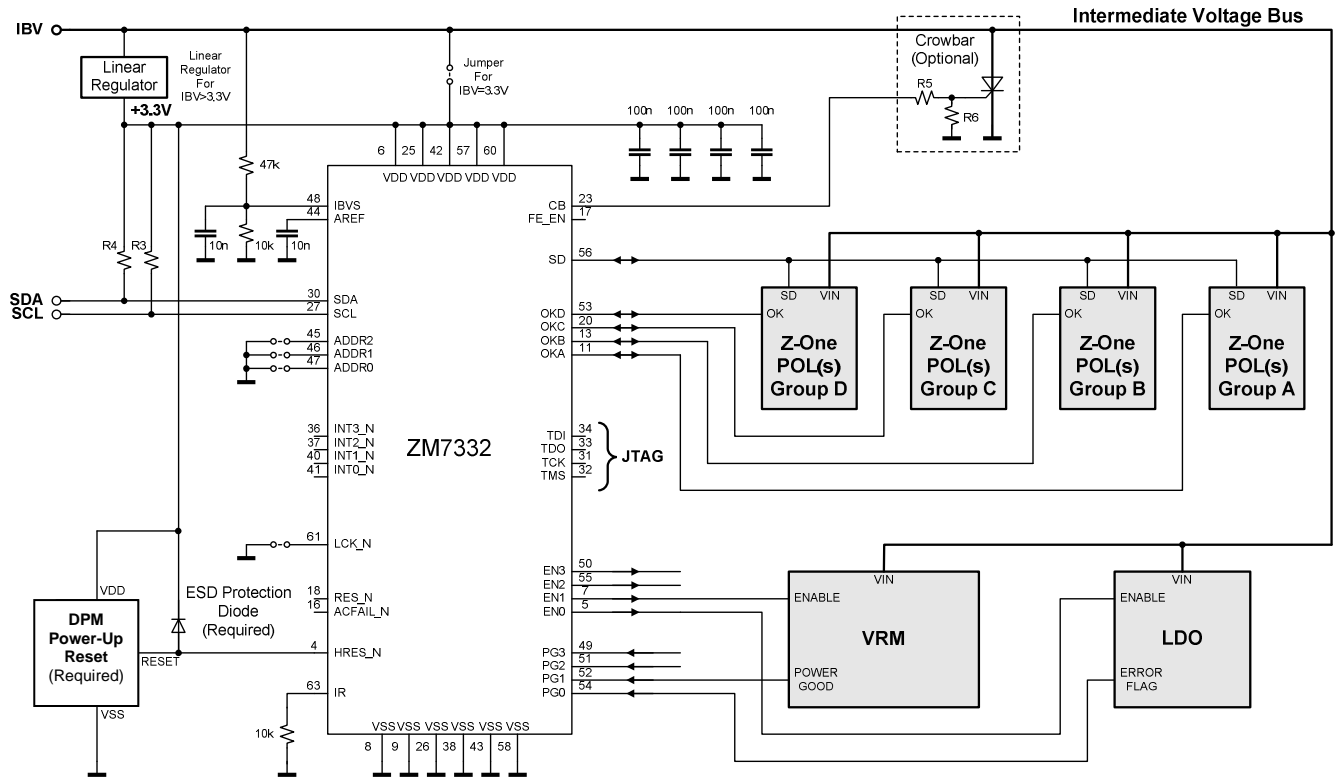 Intermediate Voltage Bus
IBV
Linear
Regulator
Linear
Regulator
For
IBV>3,3V
Jumper
For
IBV=3.3V
Crowbar
(Optional)
R5
R6
+3.3V
100n
100n
100n
100n
47k
6
25
42
57
60
VDD
VDD
VDD
VDD
VDD
48
IBVS
44
AREF
10n
10k
10n
R4
R3
CB
23
FE_EN
17
SD
56
SDA
SCL
30
SDA
27
SCL
45
ADDR2
46
ADDR1
47
ADDR0
OKD
53
OKC
20
OKB
13
OKA
11
SD
VIN
OK
Z-One
POL(s)
Group D
SD
VIN
OK
Z-One
POL(s)
Group C
SD
VIN
OK
Z-One
POL(s)
Group B
SD
VIN
OK
Z-One
POL(s)
Group A
36
INT3_N
37
INT2_N
40
INT1_N
41
INT0_N
ZM7332
TDI
34
TDO
33
TCK
31
TMS
32
JTAG
61
LCK_N
18
RES_N
16
ACFAIL_N
4
HRES_N
63
IR
10k
VDD
DPM
Power-Up
Reset
(Required)
RESET
VSS
ESD Protection
Diode
(Required)
EN3
50
EN2
55
EN1
7
EN0
5
PG3
49
PG2
51
PG1
52
PG0
54
VIN
ENABLE
VRM
POWER
GOOD
VIN
ENABLE
LDO
ERROR
FLAG
VSS
VSS
VSS
VSS
VSS
VSS
8
9
26
38
43
58